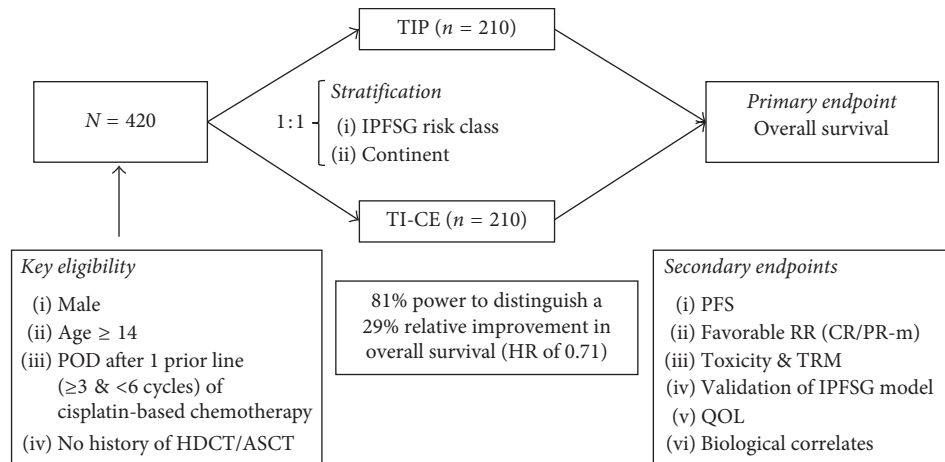 TIP (n = 210)
N = 420
1 : 1
Stratification
(i) IPFSG risk class
(ii) Continent
Primary endpoint
Overall survival
TI-CE (n = 210)
Key eligibility
(i) Male
(ii) Age ≥ 14
(iii) POD after 1 prior line
(≥3 & <6 cycles) of
cisplatin-based chemotherapy
(iv) No history of HDCT/ASCT
81% power to distinguish a
29% relative improvement in
overall survival (HR of 0.71)
Secondary endpoints
(i) PFS
(ii) Favorable RR (CR/PR-m)
(iii) Toxicity & TRM
(iv) Validation of IPFSG model
(v) QOL
(vi) Biological correlates